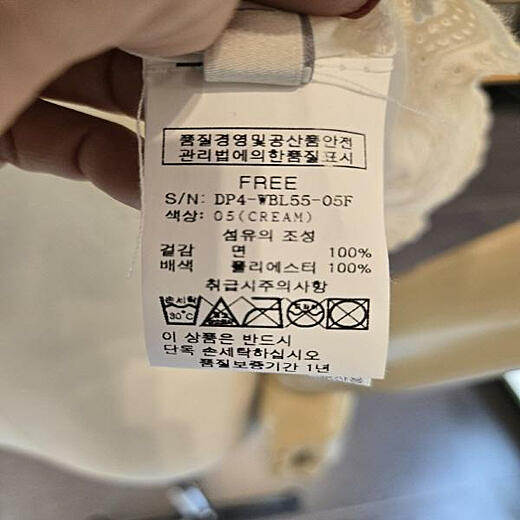 품질경영및공산품안전
관리법에의한품질표시
FREE
S/N: DP4-WBL55-05F
색상: 05(CREAM)
섬유의 조성
겉감 면 100%
배색 폴리에스터 100%
취급시주의사항
손세탁
30°C
이 상품은 반드시
단독 손세탁하십시오
품질보증기간 1년